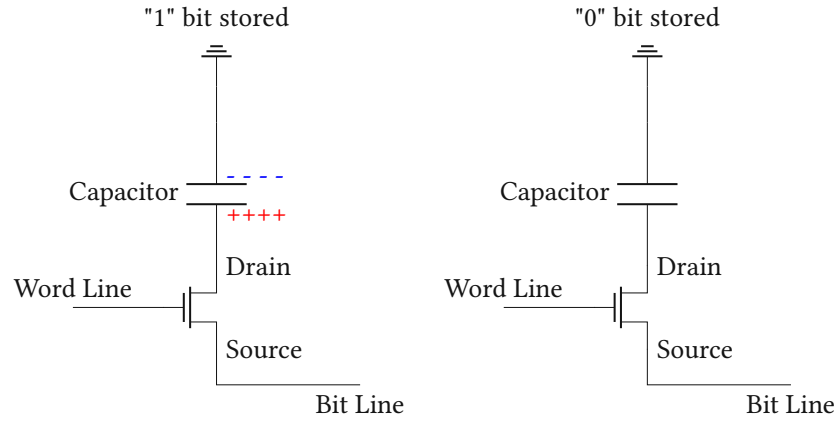 "1" bit stored
"0" bit stored
- - - -
Capacitor
++++
Capacitor
Drain
Drain
Word Line
Word Line
Source
Source
Bit Line
Bit Line